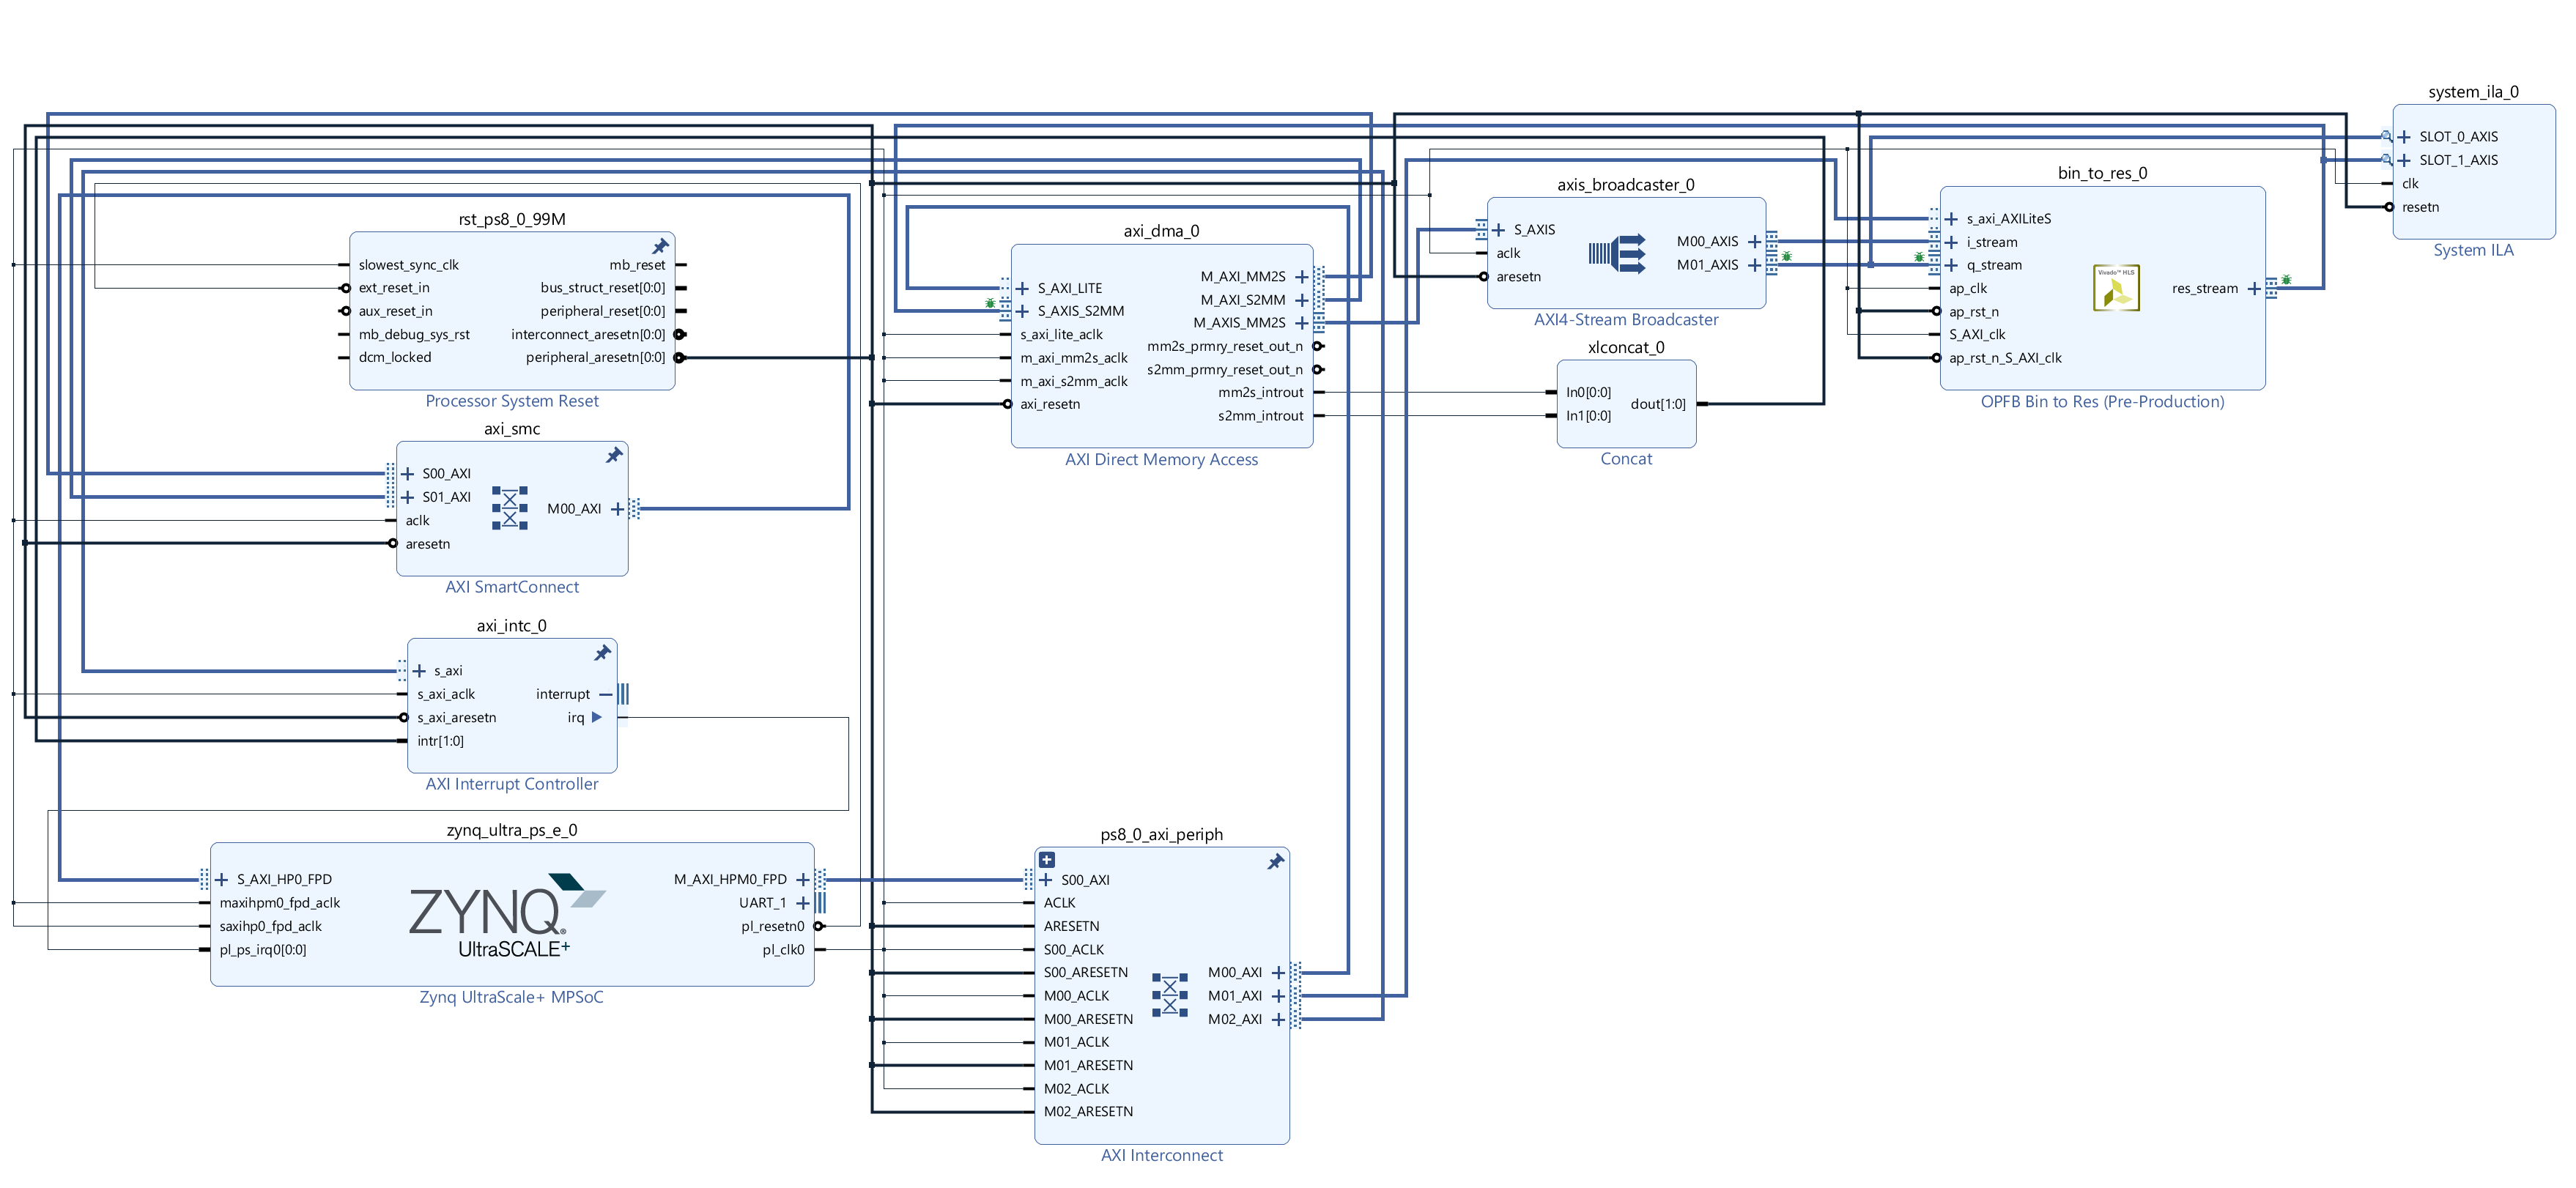 system_ila_0
SLOT_0_AXIS
SLOT_1_AXIS
clk
resetn
System ILA
bin_to_res_0
s_axi_AXILiteS
i_stream
q_stream
ap_clk
ap_rst_n
S_AXI_clk
ap_rst_n_S_AXI_clk
Vivado™ HLS
res_stream
OPFB Bin to Res (Pre-Production)
axis_broadcaster_0
S_AXIS
aclk
aresetn
M00_AXIS
M01_AXIS
AXI4-Stream Broadcaster
xlconcat_0
In0[0:0]
In1[0:0]
dout[1:0]
Concat
axi_dma_0
S_AXI_LITE
S_AXIS_S2MM
s_axi_lite_aclk
m_axi_mm2s_aclk
m_axi_s2mm_aclk
axi_resetn
M_AXI_MM2S
M_AXI_S2MM
M_AXIS_MM2S
mm2s_prmry_reset_out_n
s2mm_prmry_reset_out_n
mm2s_introut
s2mm_introut
AXI Direct Memory Access
rst_ps8_0_99M
slowest_sync_clk
ext_reset_in
aux_reset_in
mb_debug_sys_rst
dcm_locked
mb_reset
bus_struct_reset[0:0]
peripheral_reset[0:0]
interconnect_aresetn[0:0]
peripheral_aresetn[0:0]
Processor System Reset
axi_smc
S00_AXI
S01_AXI
aclk
aresetn
M00_AXI
AXI SmartConnect
axi_intc_0
s_axi
s_axi_aclk
s_axi_aresetn
intr[1:0]
interrupt
irq
AXI Interrupt Controller
zynq_ultra_ps_e_0
S_AXI_HP0_FPD
maxihpm0_fpd_aclk
saxihp0_fpd_aclk
pl_ps_irq0[0:0]
ZYNQ®
UltraSCALE+
M_AXI_HPM0_FPD
UART_1
pl_resetn0
pl_clk0
Zynq UltraScale+ MPSoC
ps8_0_axi_periph
S00_AXI
ACLK
ARESETN
S00_ACLK
S00_ARESETN
M00_ACLK
M00_ARESETN
M01_ACLK
M01_ARESETN
M02_ACLK
M02_ARESETN
M00_AXI
M01_AXI
M02_AXI
AXI Interconnect